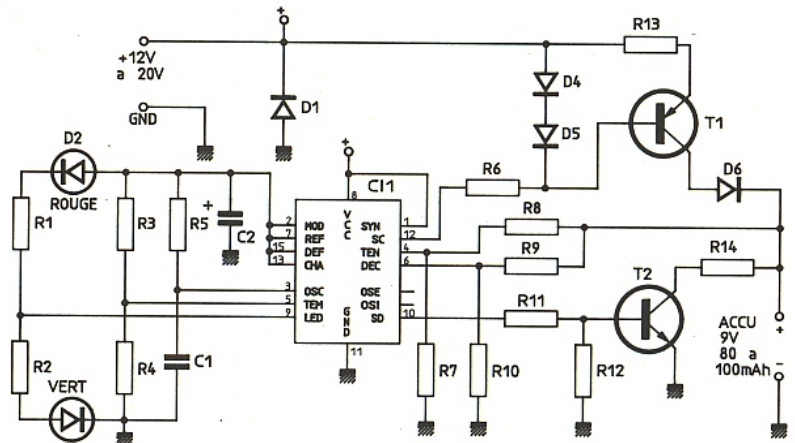 +
R13
+12V
a 20V
D4
D1
T1
GND
D2
D5
+
R6
D6
ROUGE
8
CI1
R1
R3
R5
+
C2
2 MOD
7 REF
15 DEF
13 CHA
VCC
SYN 1
SC 12
TEN 4
DEC 6
R8
R9
R14
T2
3 OSC
5 TEM
9 LED
GND
OSE
OSI
SD 10
R11
ACCU
9V
80 a
100mAh
+
-
R2
R4
C1
11
R7
R10
R12
VERT